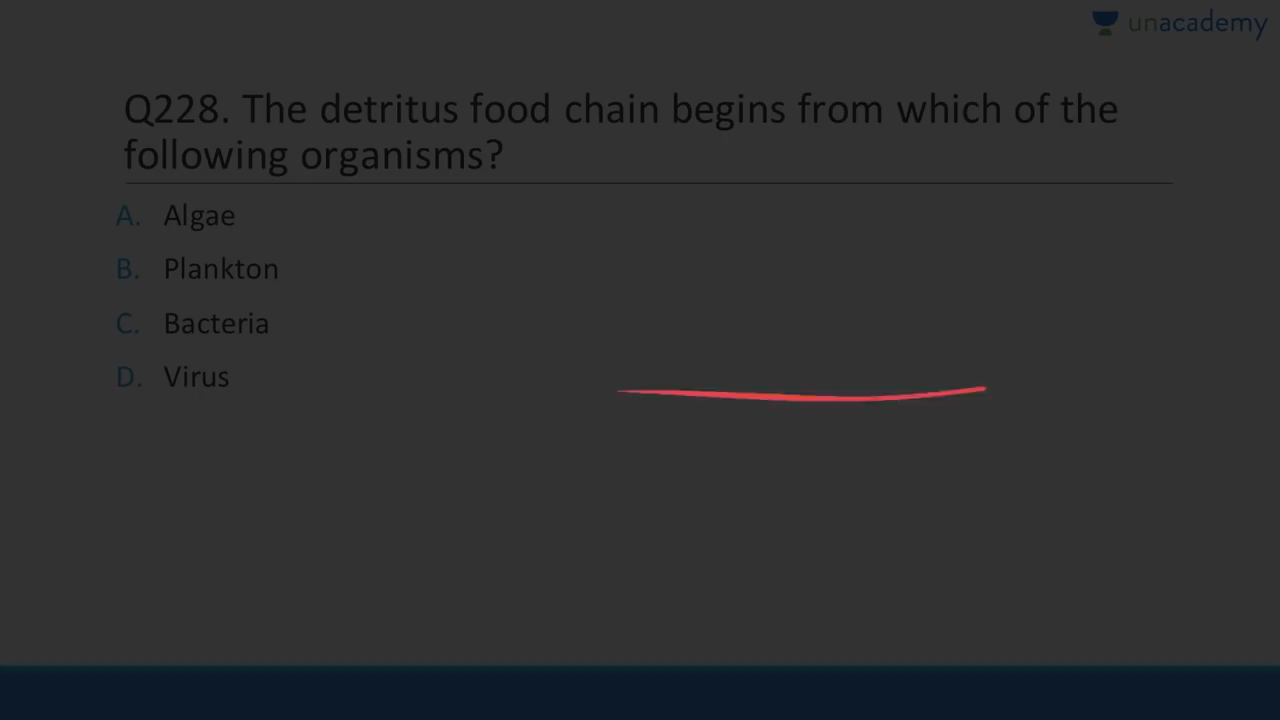 unacademy
Q228. The detritus food chain begins from which of the
following organisms?
A. Algae
B. Plankton
C. Bacteria
D. Virus